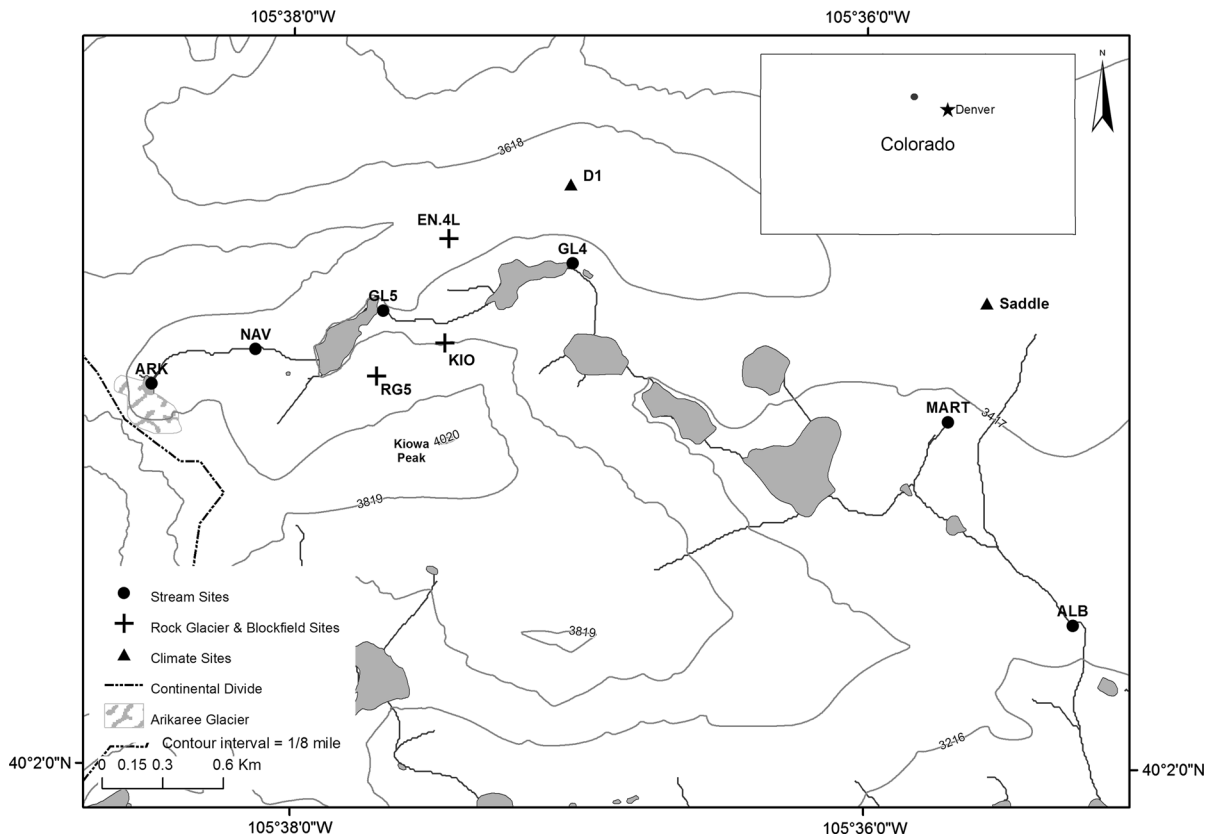 105°38'0"W
105°36'0"W
N
Denver
Colorado
3618
D1
EN.4L
GL4
GL5
Saddle
NAV
KIO
ARK
RG5
MART
3417
Kiowa
Peak
4020
3819
3819
ALB
Stream Sites
Rock Glacier & Blockfield Sites
Climate Sites
Continental Divide
Arikaree Glacier
Contour interval = 1/8 mile
3216
40°2'0"N
0 0.15 0.3 0.6 Km
40°2'0"N
105°38'0"W
105°36'0"W